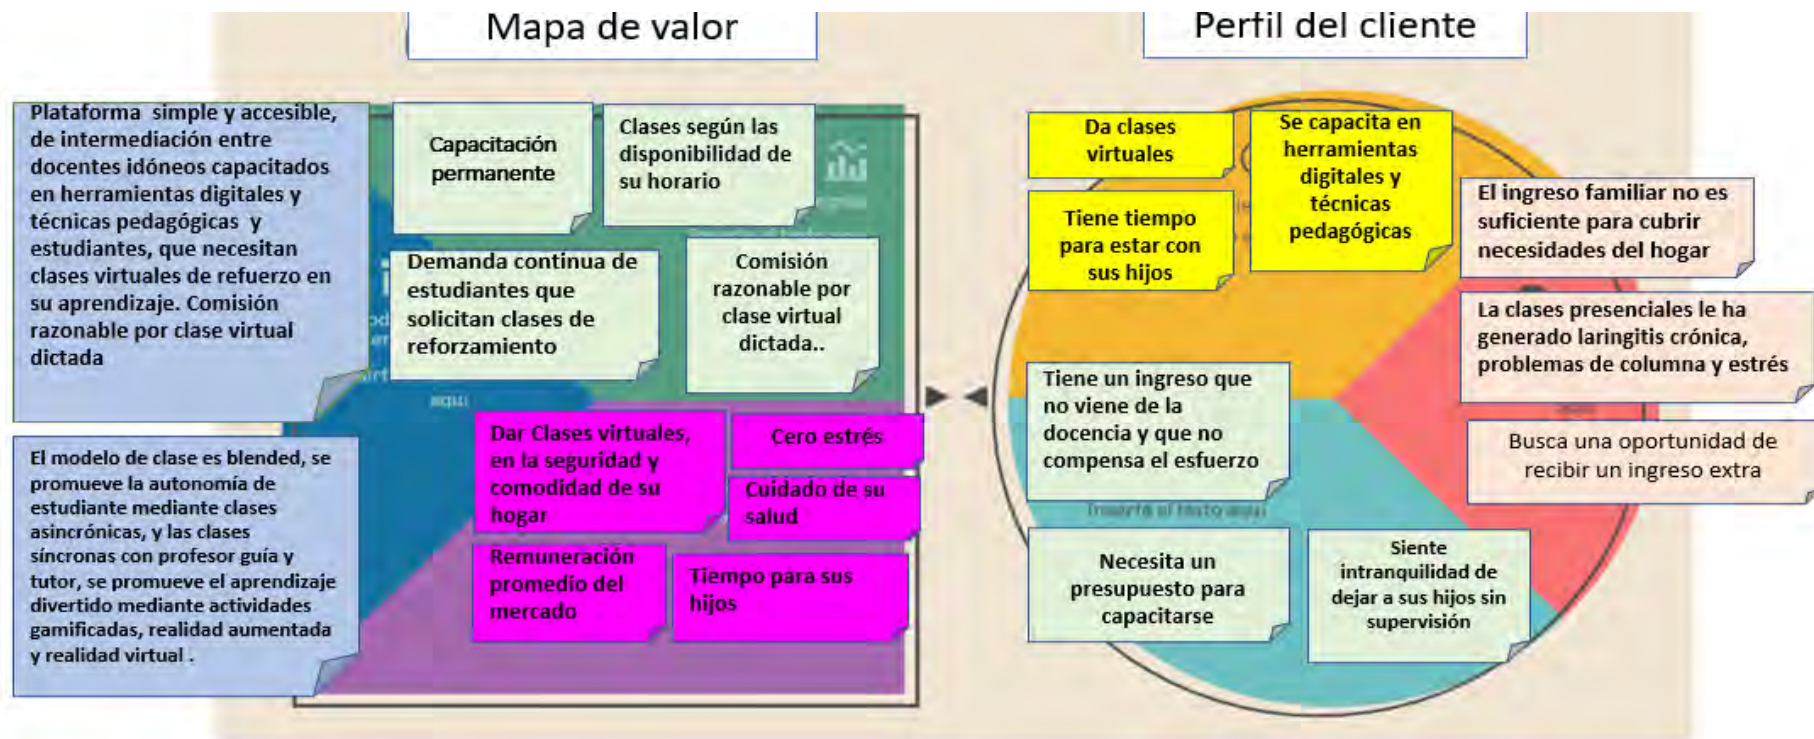 Mapa de valor
Perfil del cliente
Plataforma simple y accesible,
de intermediación entre
docentes idóneos capacitados
en herramientas digitales y
técnicas pedagógicas y
estudiantes, que necesitan
clases virtuales de refuerzo en
su aprendizaje. Comisión
razonable por clase virtual
dictada
El modelo de clase es blended, se
promueve la autonomía de
estudiante mediante clases
asincrónicas, y las clases
síncronas con profesor guía y
tutor, se promueve el aprendizaje
divertido mediante actividades
gamificadas, realidad aumentada
y realidad virtual .
Capacitación
permanente
Clases según las
disponibilidad de
su horario
Demanda continua de
estudiantes que
solicitan clases de
reforzamiento
Comisión
razonable por
clase virtual
dictada..
aquí
Dar Clases virtuales,
en la seguridad y
comodidad de su
hogar
Cero estrés
Cuidado de su
salud
Remuneración
promedio del
mercado
Tiempo para sus
hijos
Da clases
virtuales
Se capacita en
herramientas
digitales y
técnicas
pedagógicas
Tiene tiempo
para estar con
sus hijos
El ingreso familiar no es
suficiente para cubrir
necesidades del hogar
La clases presenciales le ha
generado laringitis crónica,
problemas de columna y estrés
Busca una oportunidad de
recibir un ingreso extra
Tiene un ingreso que
no viene de la
docencia y que no
compensa el esfuerzo
Inserta el texto aquí
Necesita un
presupuesto para
capacitarse
Siente
intranquilidad de
dejar a sus hijos sin
supervisión